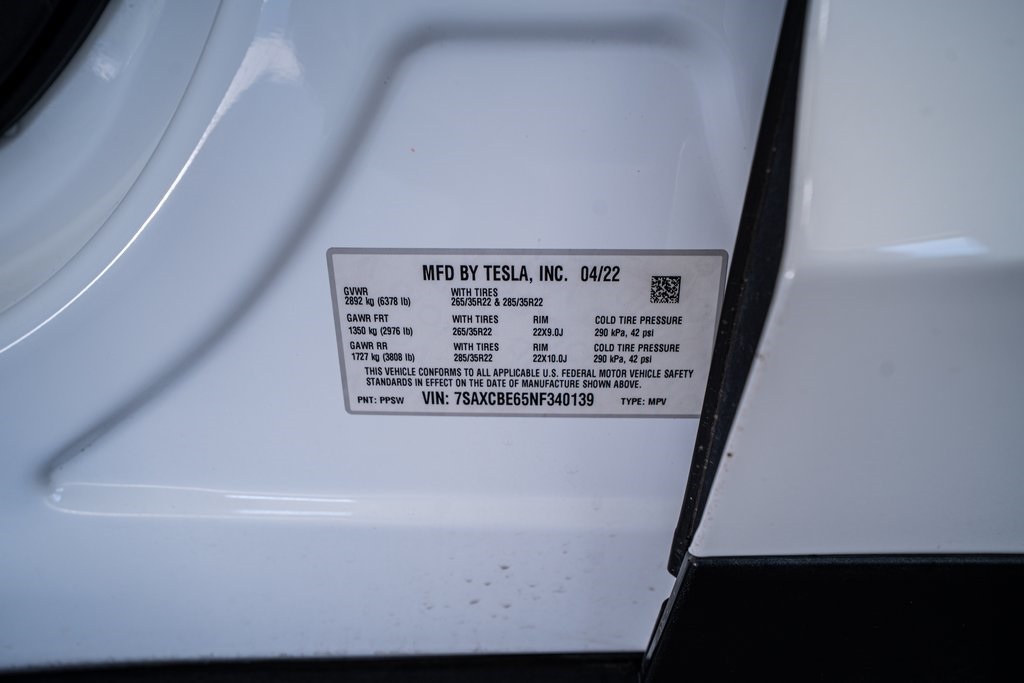 MFD BY TESLA, INC. 04/22
GVWR WITH TIRES
2892 kg (6378 lb) 265/35R22 & 285/35R22
GAWR FRT WITH TIRES RIM COLD TIRE PRESSURE
1350 kg (2976 lb) 265/35R22 22X9.0J 290 kPa, 42 psi
GAWR RR WITH TIRES RIM COLD TIRE PRESSURE
1727 kg (3808 lb) 285/35R22 22X10.0J 290 kPa, 42 psi
THIS VEHICLE CONFORMS TO ALL APPLICABLE U.S. FEDERAL MOTOR VEHICLE SAFETY
STANDARDS IN EFFECT ON THE DATE OF MANUFACTURE SHOWN ABOVE.
PNT: PPSW VIN: 7SAXCBE65NF340139 TYPE: MPV